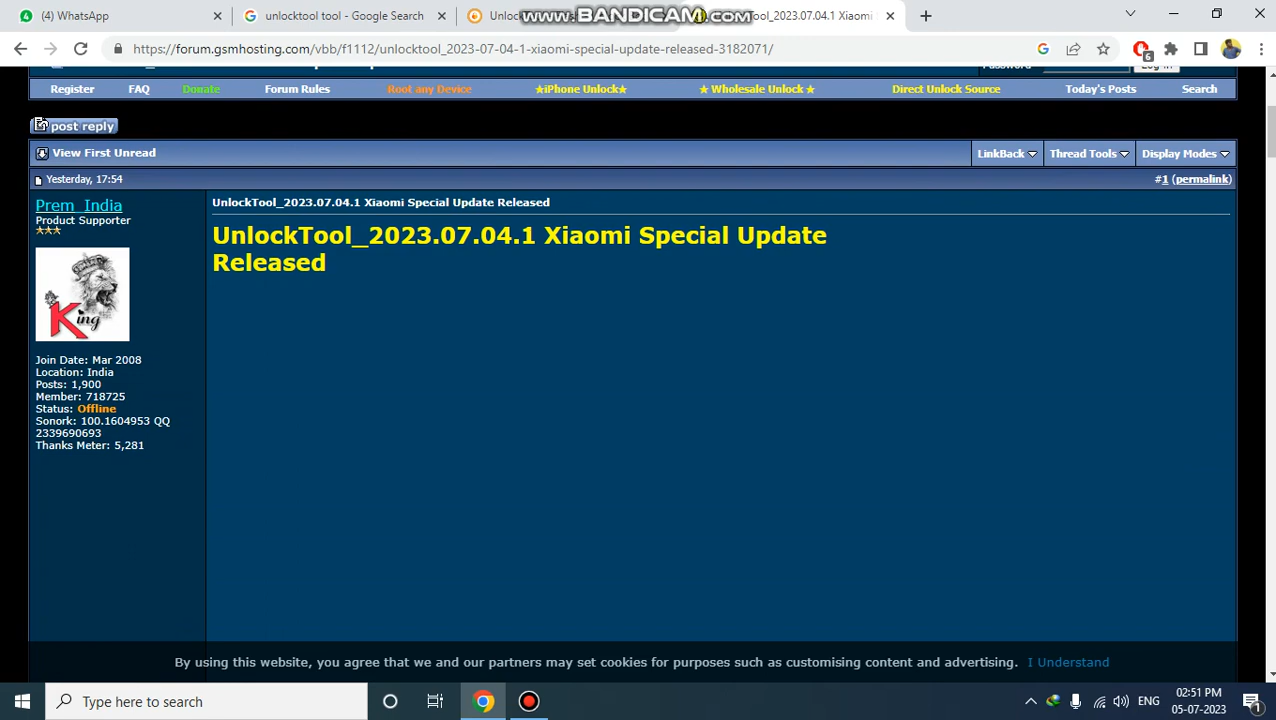 (4) WhatsApp
unlocktool tool - Google Search
Unloc
www.BANDICAM.com
Tool_2023.07.04.1 Xiaomi
https://forum.gsmhosting.com/vbb/f1112/unlocktool_2023-07-04-1-xiaomi-special-update-released-3182071/
6
Register
FAQ
Donate
Forum Rules
Root any Device
★iPhone Unlock★
★ Wholesale Unlock ★
Direct Unlock Source
Today's Posts
Search
post reply
View First Unread
LinkBack
Thread Tools
Display Modes
Yesterday, 17:54
#1 (permalink)
Prem_India
Product Supporter
King
Join Date: Mar 2008
Location: India
Posts: 1,900
Member: 718725
Status: Offline
Sonork: 100.1604953 QQ
2339690693
Thanks Meter: 5,281
UnlockTool_2023.07.04.1 Xiaomi Special Update Released
UnlockTool_2023.07.04.1 Xiaomi Special Update
Released
By using this website, you agree that we and our partners may set cookies for purposes such as customising content and advertising. I Understand
Type here to search
ENG
02:51 PM
05-07-2023
1